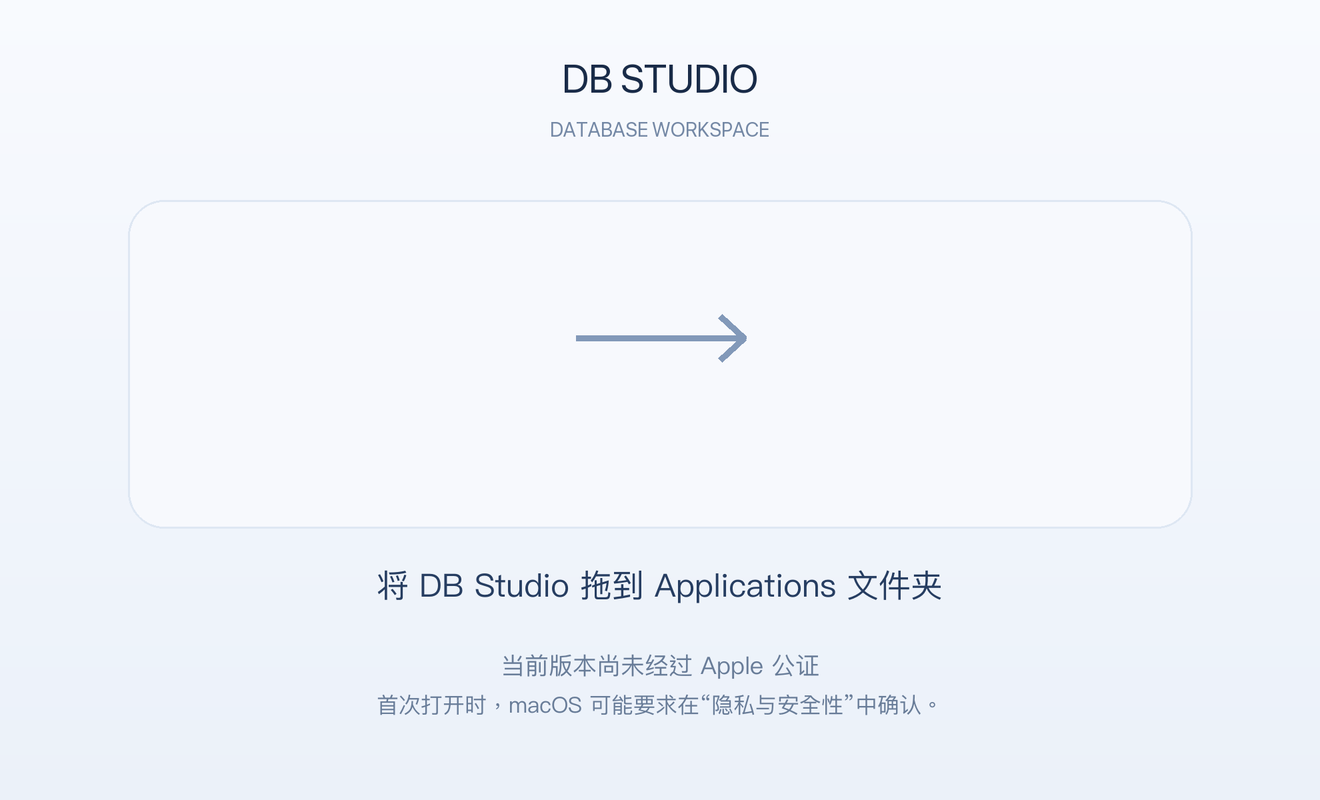 DB STUDIO
DATABASE WORKSPACE
将 DB Studio 拖到 Applications 文件夹
当前版本尚未经过 Apple 公证
首次打开时，macOS 可能要求在“隐私与安全性”中确认。